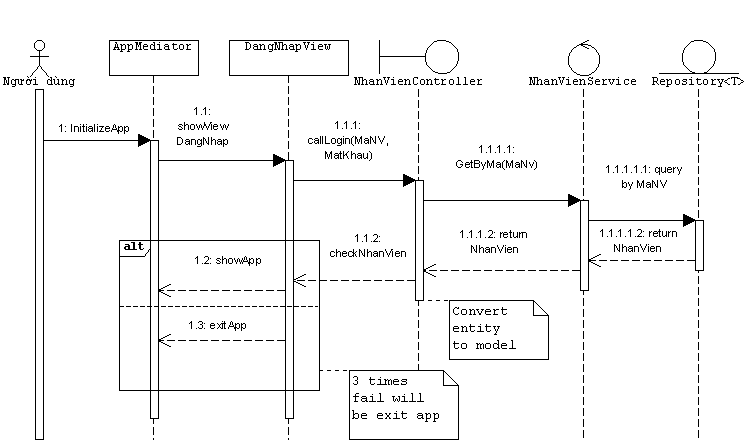 AppMediator
DangNhapView
Người dùng
NhanVienController
NhanVienService
Repository<T>
1: InitializeApp
1.1:
showView
DangNhap
1.1.1:
callLogin(MaNV,
MatKhau)
1.1.1.1:
GetByMa(MaNv)
1.1.1.1.1: query
by MaNV
1.1.1.1.2: return
NhanVien
1.1.1.2: return
NhanVien
1.1.2:
checkNhanVien
alt
1.2: showApp
1.3: exitApp
Convert
entity
to model
3 times
fail will
be exit app